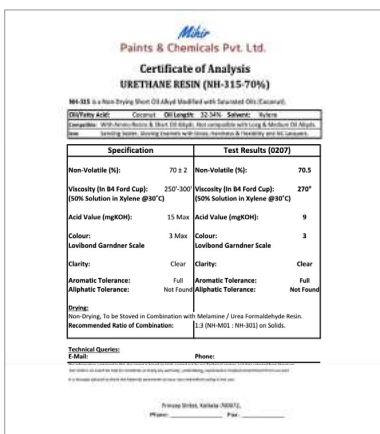 Mihir
Paints & Chemicals Pvt. Ltd.
Certificate of Analysis
URETHANE RESIN (NH-315-70%)
NH-315 is a Non-Drying Short Oil Alkyd Modified with Saturated Oils (Coconut).
Oil/Fatty Acid: Coconut Oil Length: 32-34% Solvent: Xylene
Compatible: With Amino Resins & Short Oil Alkyds. Not compatible with Long & Medium Oil Alkyds.
Uses: Sanding Sealer, Stoving Enamels with Gloss, Hardness & Flexibility and NC Lacquers.
Specification Test Results (0207)
Non-Volatile (%): 70 ± 2 Non-Volatile (%): 70.5
Viscosity (In B4 Ford Cup): 250'-300' Viscosity (In B4 Ford Cup): 270"
(50% Solution in Xylene @30˚C) (50% Solution in Xylene @30˚C)
Acid Value (mgKOH): 15 Max Acid Value (mgKOH): 9
Colour: 3 Max Colour: 3
Lovibond Garndner Scale Lovibond Garndner Scale
Clarity: Clear Clarity: Clear
Aromatic Tolerance: Full Aromatic Tolerance: Full
Aliphatic Tolerance: Not Found Aliphatic Tolerance: Not Found
Drying:
Non-Drying, To be Stoved in Combination with Melamine / Urea Formaldehyde Resin.
Recommended Ratio of Combination: 1:3 (NH-M01 : NH-301) on Solids.
Technical Queries:
E-Mail: Phone:
Princep Street, Kolkata-700072,
Phone: Fax: